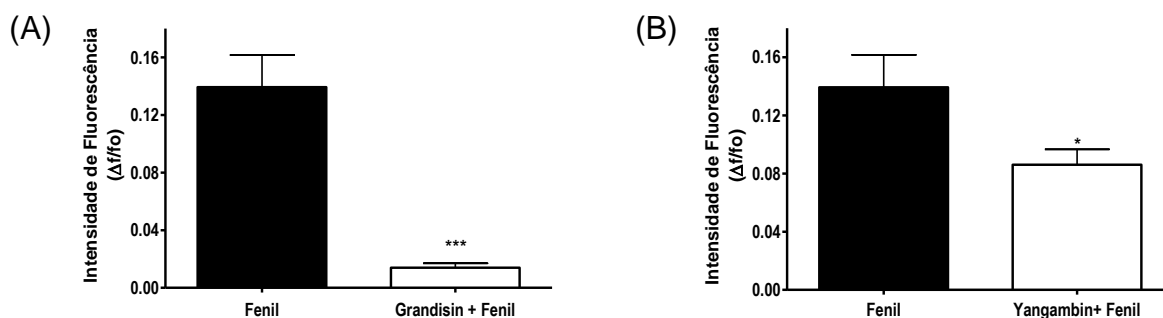 (A)
Intensidade de Fluorescência
(Δf/fo)
0.16
0.12
0.08
0.04
0.00
***
Fenil
Grandisin + Fenil
(B)
Intensidade de Fluorescência
(Δf/fo)
0.16
0.12
0.08
0.04
0.00
*
Fenil
Yangambin+ Fenil